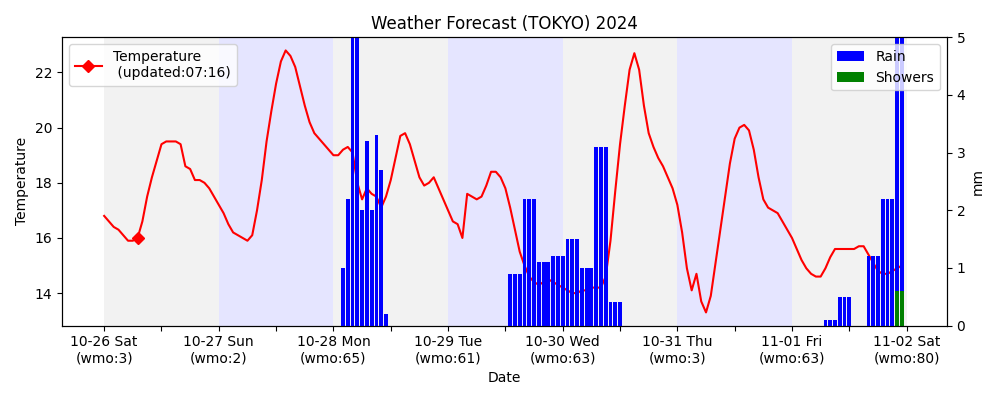 Weather Forecast (TOKYO) 2024
Temperature
(updated:07:16)
Rain
Showers
Temperature
22
20
18
16
14
5
4
3
2
1
0
mm
10-26 Sat
(wmo:3)
10-27 Sun
(wmo:2)
10-28 Mon
(wmo:65)
10-29 Tue
(wmo:61)
10-30 Wed
(wmo:63)
10-31 Thu
(wmo:3)
11-01 Fri
(wmo:63)
11-02 Sat
(wmo:80)
Date